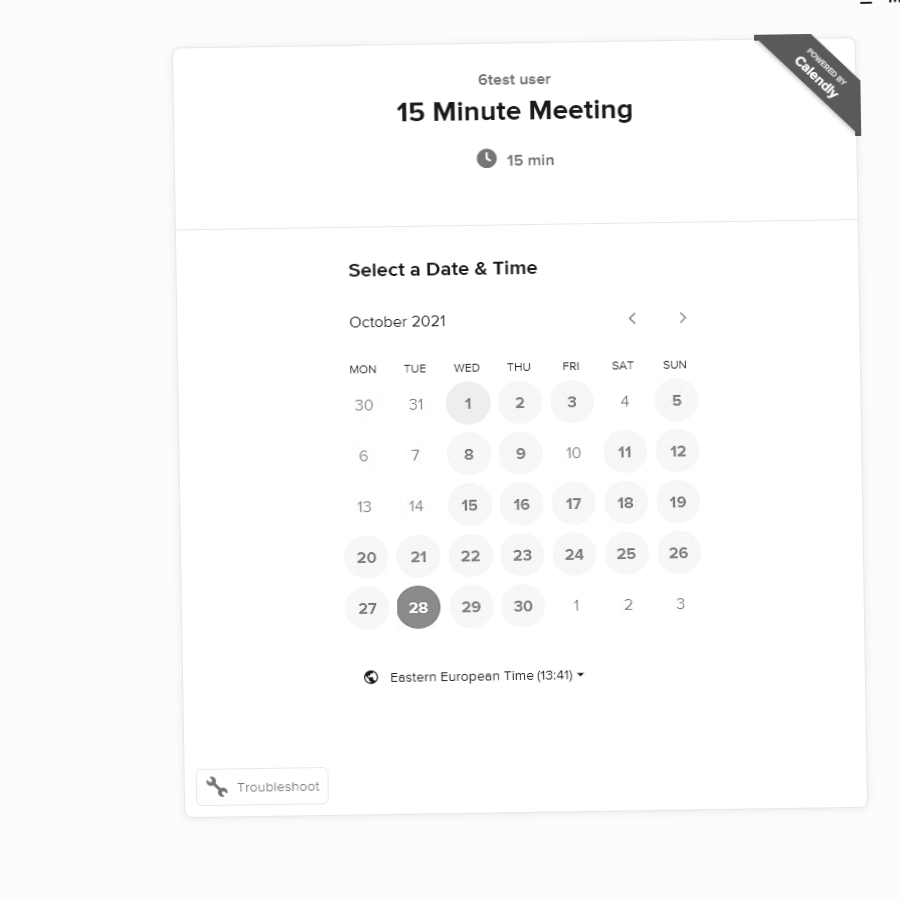 POWERED BY
Calendly
6test user
15 Minute Meeting
15 min
Select a Date & Time
October 2021
MON TUE WED THU FRI SAT SUN
30 31 1 2 3 4 5
6 7 8 9 10 11 12
13 14 15 16 17 18 19
20 21 22 23 24 25 26
27 28 29 30 1 2 3
Eastern European Time (13:41)
Troubleshoot